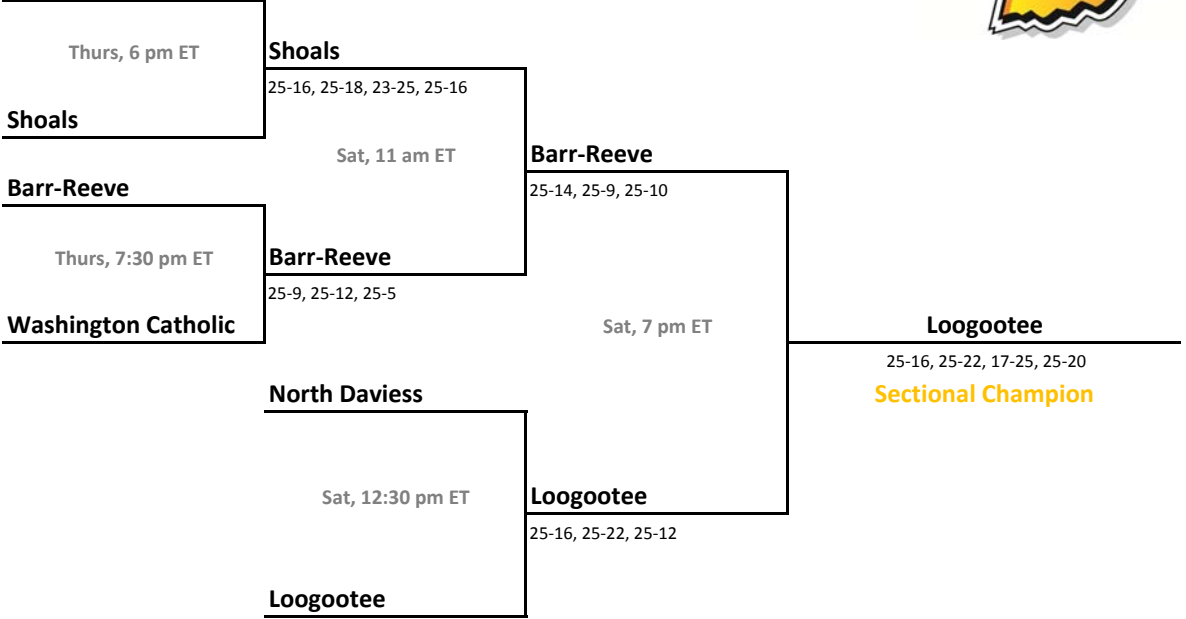 Thurs, 6 pm ET
Shoals
25-16, 25-18, 23-25, 25-16
Shoals
Sat, 11 am ET
Barr-Reeve
Barr-Reeve
25-14, 25-9, 25-10
Thurs, 7:30 pm ET
Barr-Reeve
25-9, 25-12, 25-5
Washington Catholic
Sat, 7 pm ET
Loogootee
25-16, 25-22, 17-25, 25-20
North Daviess
Sectional Champion
Sat, 12:30 pm ET
Loogootee
25-16, 25-22, 25-12
Loogootee